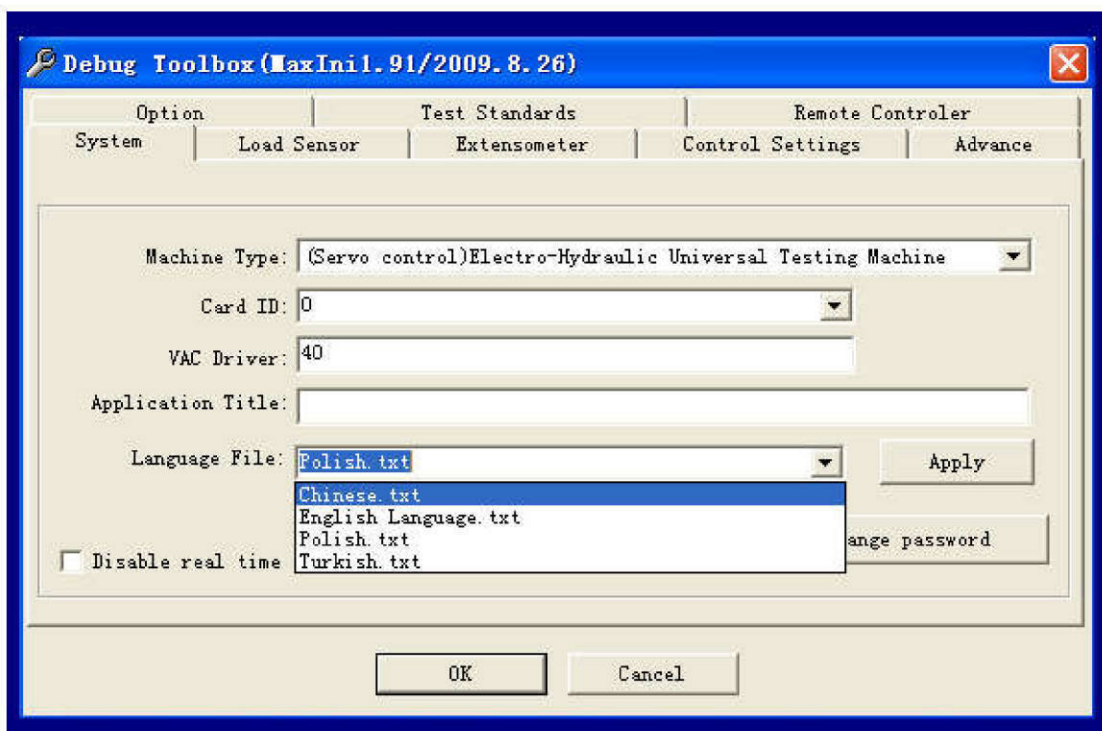 Debug Toolbox(MaxIni1.91/2009.8.26)
Option Test Standards Remote Controler
System Load Sensor Extensometer Control Settings Advance
Machine Type: (Servo control)Electro-Hydraulic Universal Testing Machine
Card ID: 0
VAC Driver: 40
Application Title:
Language File: Polish.txt Apply
Chinese.txt
English Language.txt
Polish.txt ange password
Disable real time Turkish.txt
OK Cancel